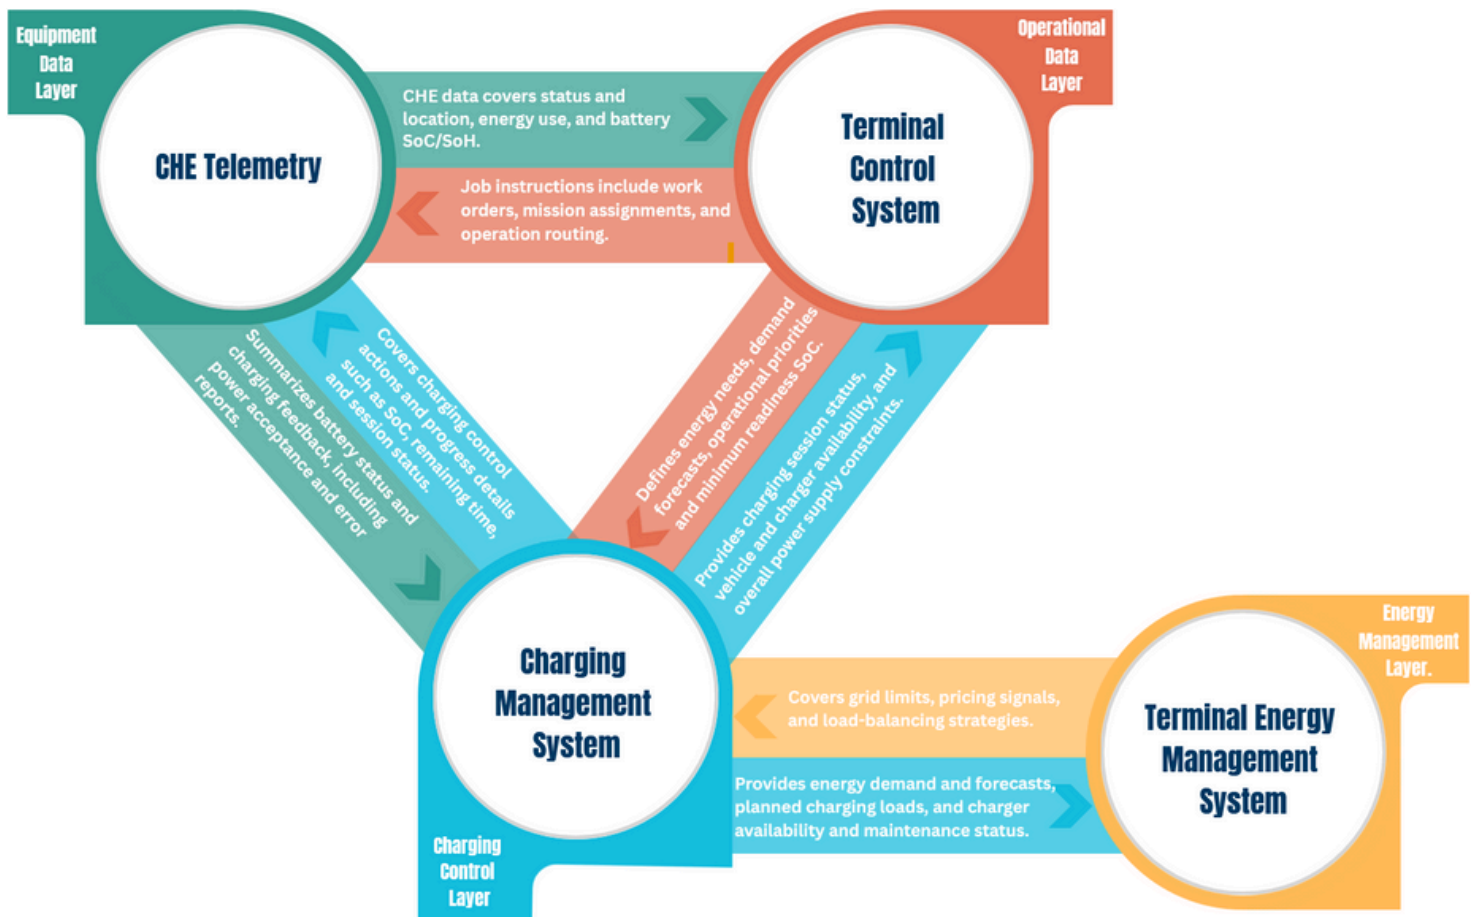 Equipment
Data
Layer
CHE Telemetry
CHE data covers status and
location, energy use, and battery
SoC/SoH.
Job instructions include work
orders, mission assignments, and
operation routing.
Terminal
Control
System
Operational
Data
Layer
Summarizes battery status and
charging feedback, including
power acceptance and error
reports.
Covers charging control
actions and progress details
such as SoC, remaining time,
and session status.
Defines energy needs, demand
forecasts, operational priorities
and minimum readiness SoC.
Provides charging session status,
vehicle and charger availability, and
overall power supply constraints.
Charging
Management
System
Charging
Control
Layer
Covers grid limits, pricing signals,
and load-balancing strategies.
Provides energy demand and forecasts,
planned charging loads, and charger
availability and maintenance status.
Terminal Energy
Management
System
Energy
Management
Layer.